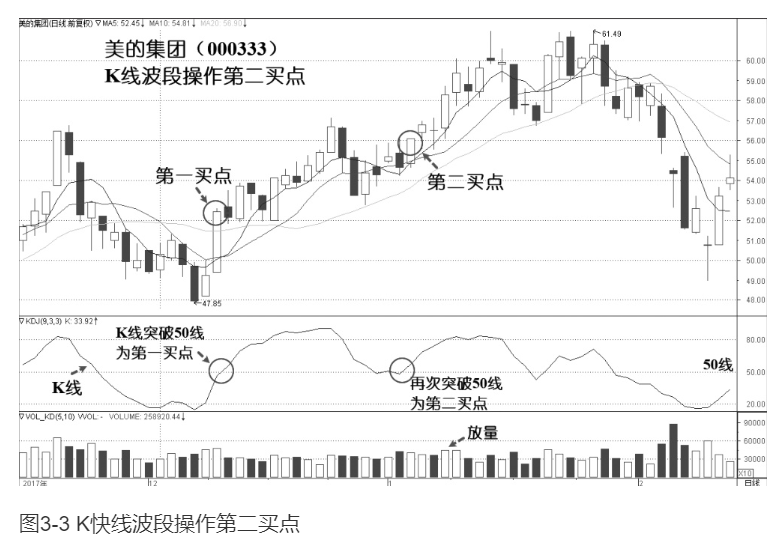 美的集团(日线 前复权) ▽MA5: 52.45↓ MA10: 54.81↓ MA20: 56.90↓
美的集团（000333）
K线波段操作第二买点
61.49
60.00
59.00
58.00
57.00
56.00
55.00
54.00
53.00
52.00
51.00
50.00
49.00
48.00
第一买点
第二买点
47.85
▽KDJ(9,3,3) K: 33.92↑
K线突破50线
为第一买点
K线
再次突破50线
为第二买点
50线
80.00
50.00
20.00
▽VOL_KD(5,10) VVOL:- VOLUME: 258920.44↓
放量
90000
60000
30000
X10
2017年
12
1
2
日线
图3-3 K快线波段操作第二买点